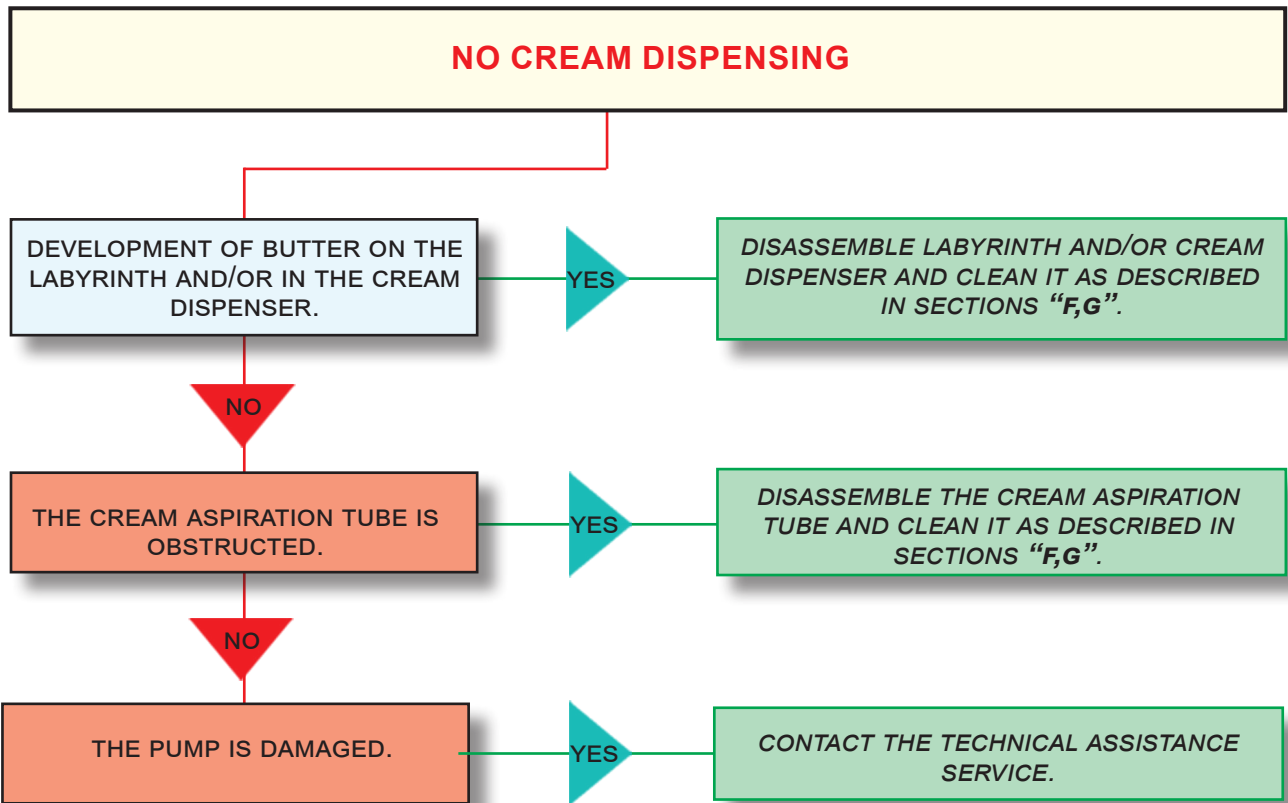 NO CREAM DISPENSING
DEVELOPMENT OF BUTTER ON THE
LABYRINTH AND/OR IN THE CREAM
DISPENSER.
YES
DISASSEMBLE LABYRINTH AND/OR CREAM
DISPENSER AND CLEAN IT AS DESCRIBED
IN SECTIONS “F,G”.
NO
THE CREAM ASPIRATION TUBE IS
OBSTRUCTED.
YES
DISASSEMBLE THE CREAM ASPIRATION
TUBE AND CLEAN IT AS DESCRIBED IN
SECTIONS “F,G”.
NO
THE PUMP IS DAMAGED.
YES
CONTACT THE TECHNICAL ASSISTANCE
SERVICE.